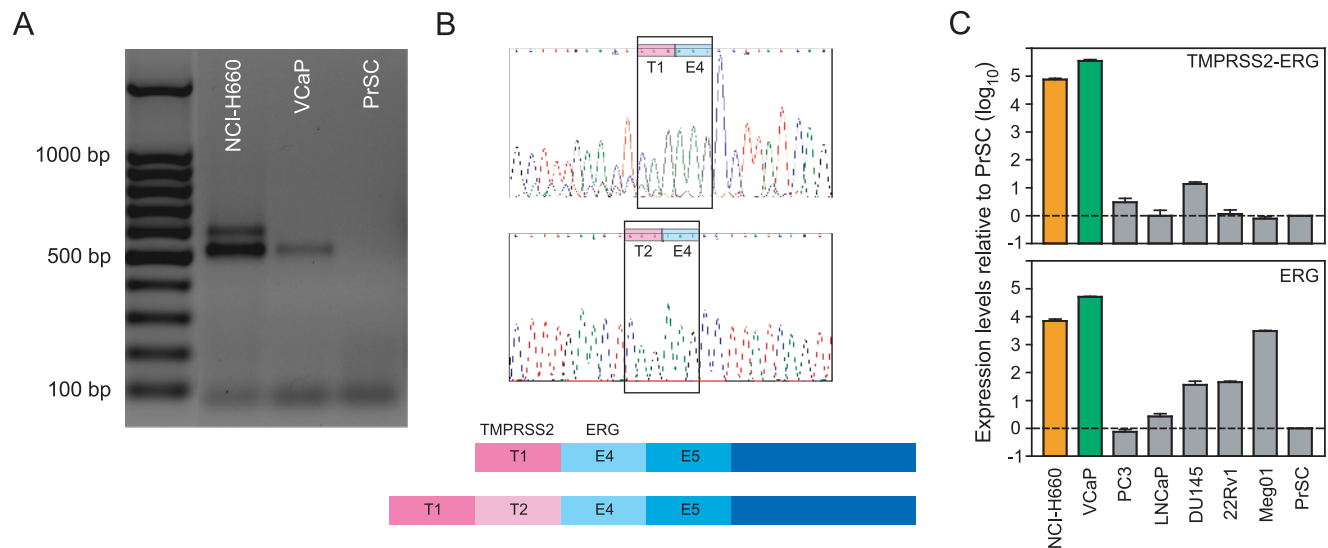 A
NCI-H660
VCaP
PrSC
1000 bp
500 bp
100 bp
B
T1 E4
T2 E4
TMPRSS2 ERG
T1 E4 E5
T1 T2 E4 E5
C
Expression levels relative to PrSC (log10)
TMPRSS2-ERG
5
6
5
4
2
1
0
-1
ERG
5
4
3
2
1
0
-1
NCI-H660
VCaP
PC3
LNCaP
DU145
22Rv1
Meg01
PrSC